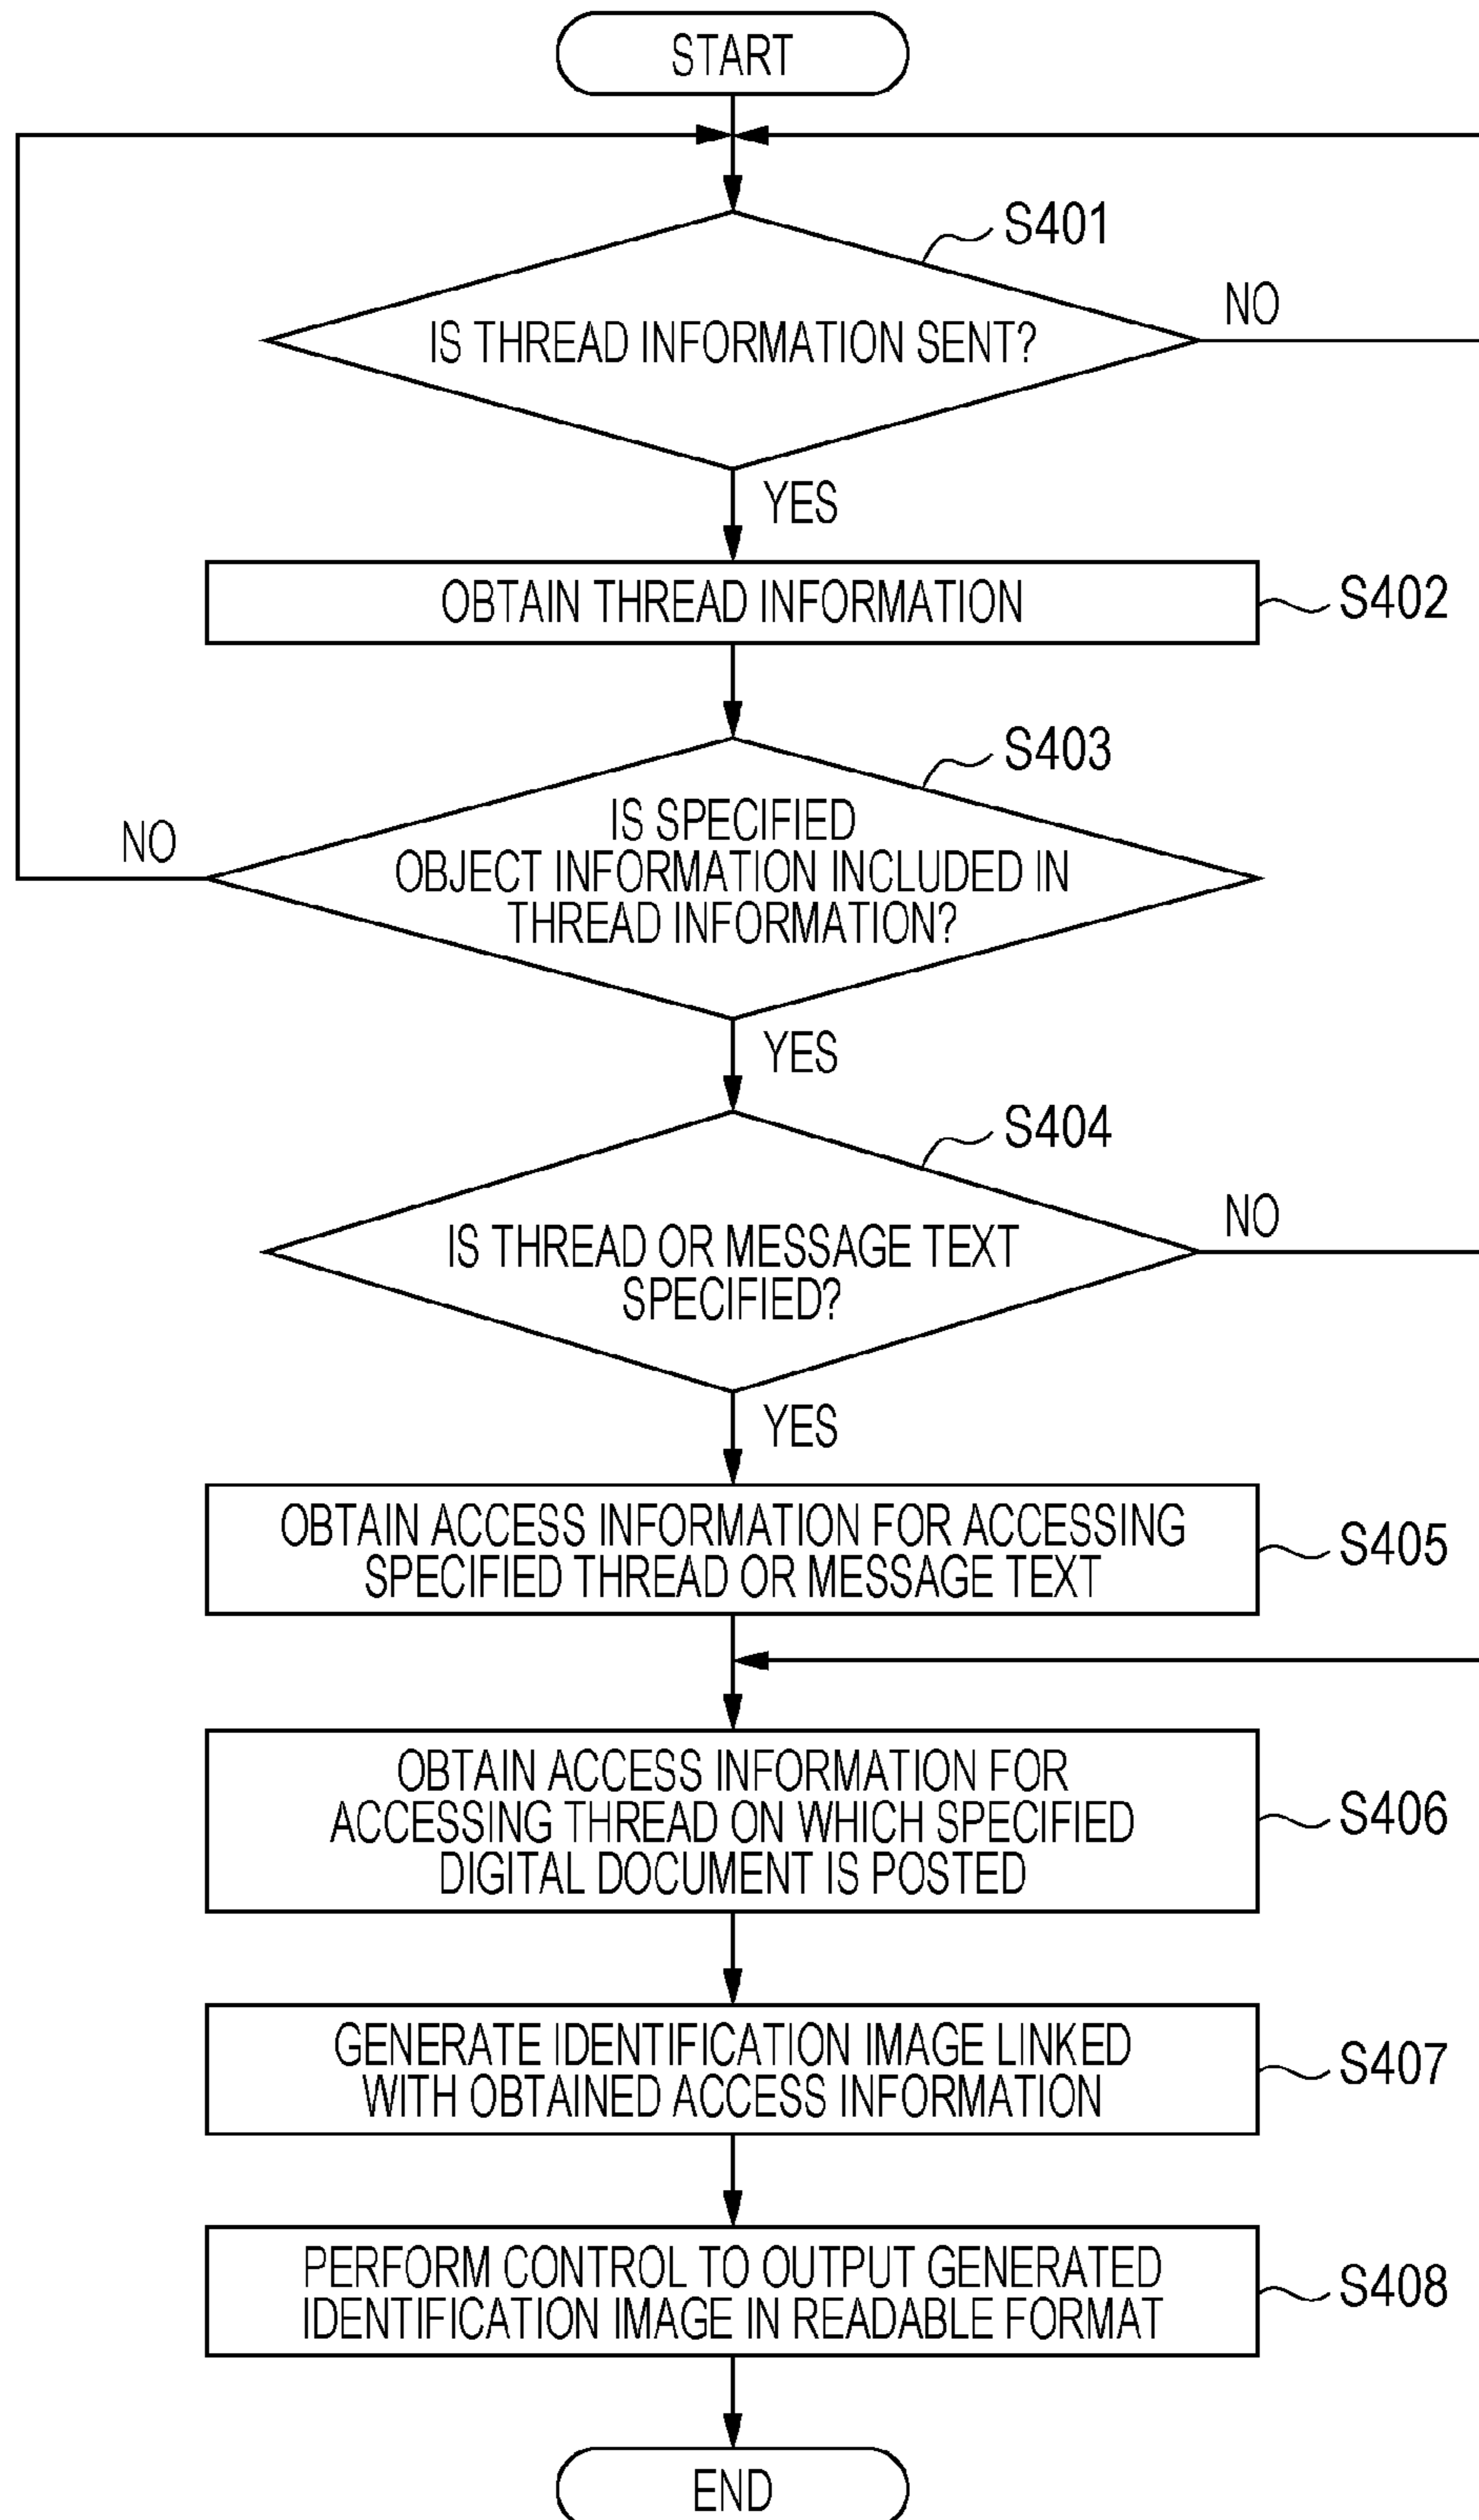 START
S401
IS THREAD INFORMATION SENT?
NO
YES
OBTAIN THREAD INFORMATION
S402
S403
IS SPECIFIED
OBJECT INFORMATION INCLUDED IN
THREAD INFORMATION?
NO
YES
S404
IS THREAD OR MESSAGE TEXT
SPECIFIED?
NO
YES
OBTAIN ACCESS INFORMATION FOR ACCESSING
SPECIFIED THREAD OR MESSAGE TEXT
S405
OBTAIN ACCESS INFORMATION FOR
ACCESSING THREAD ON WHICH SPECIFIED
DIGITAL DOCUMENT IS POSTED
S406
GENERATE IDENTIFICATION IMAGE LINKED
WITH OBTAINED ACCESS INFORMATION
S407
PERFORM CONTROL TO OUTPUT GENERATED
IDENTIFICATION IMAGE IN READABLE FORMAT
S408
END